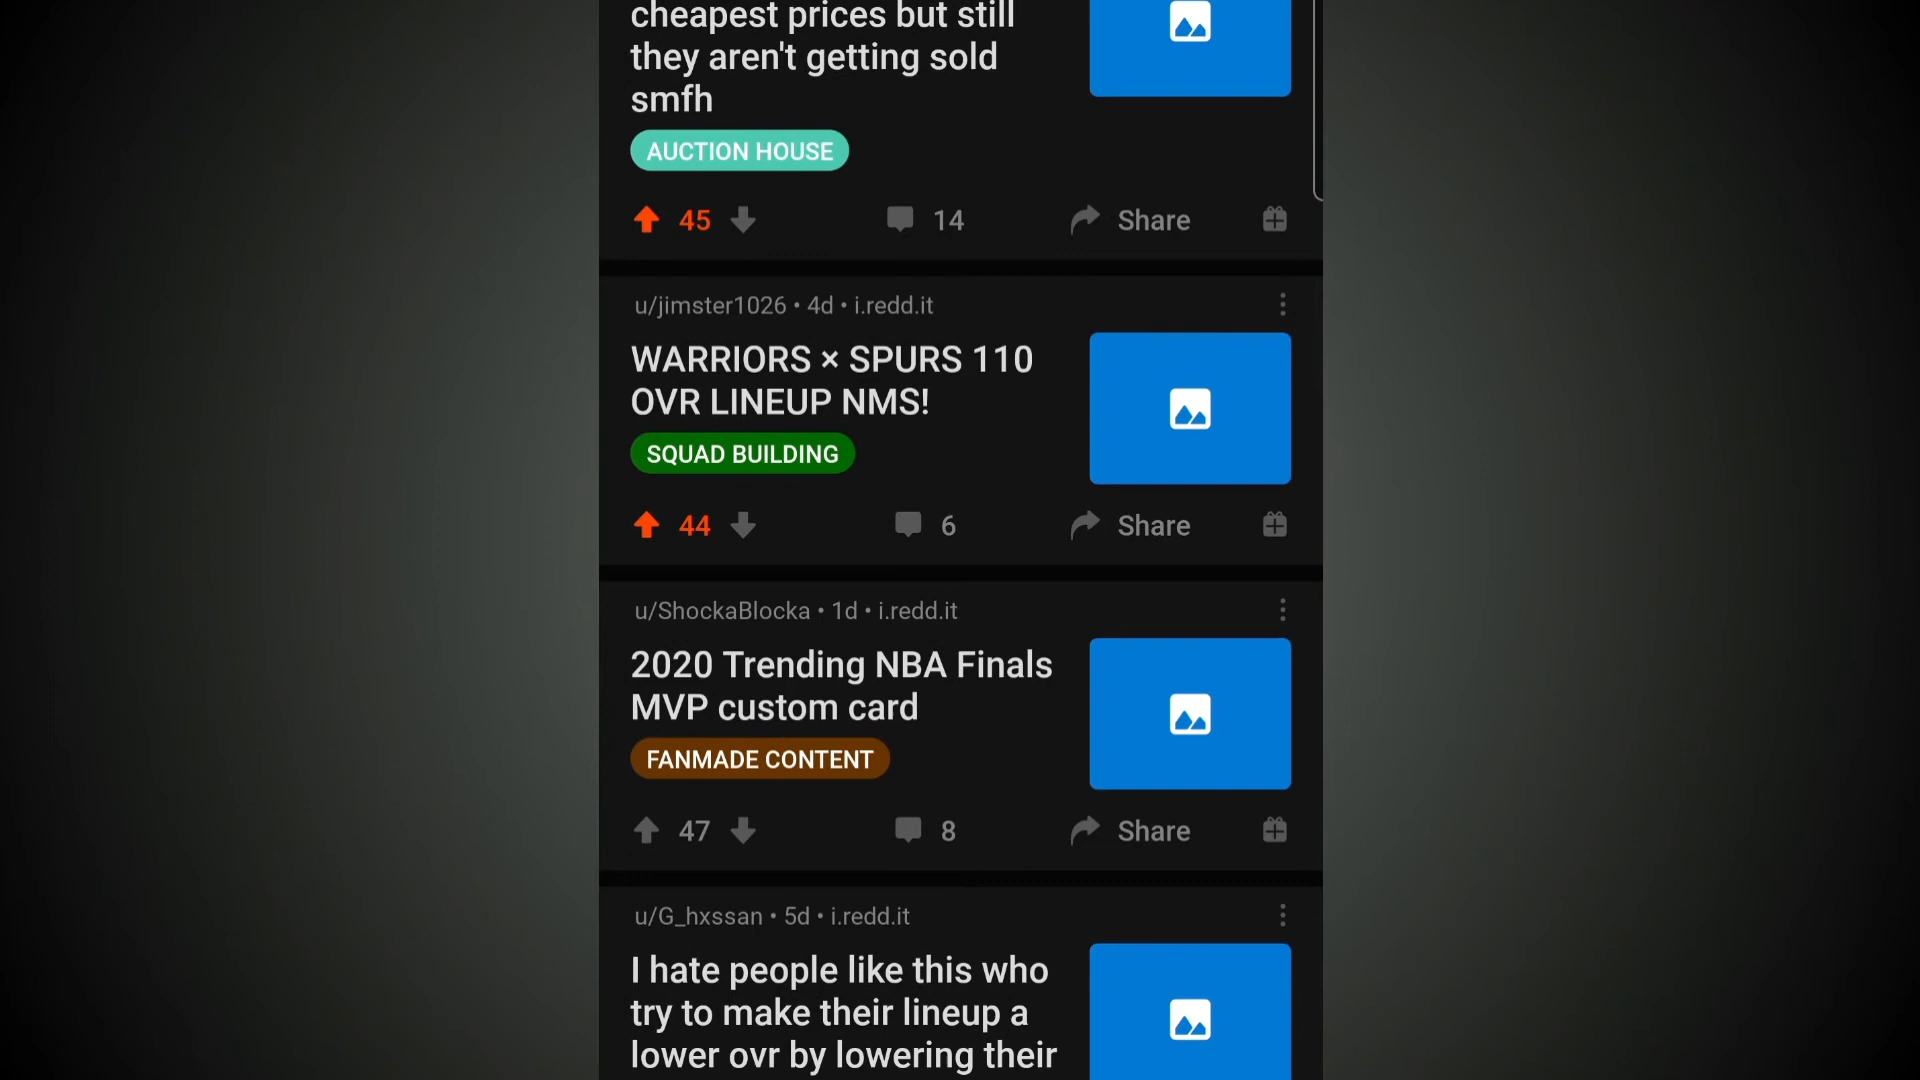 cheapest prices but still
they aren't getting sold
smfh
AUCTION HOUSE
45 14 Share
u/jimster1026 • 4d • i.redd.it
WARRIORS × SPURS 110
OVR LINEUP NMS!
SQUAD BUILDING
44 6 Share
u/ShockaBlocka • 1d • i.redd.it
2020 Trending NBA Finals
MVP custom card
FANMADE CONTENT
47 8 Share
u/G_hxssan • 5d • i.redd.it
I hate people like this who
try to make their lineup a
lower ovr by lowering their